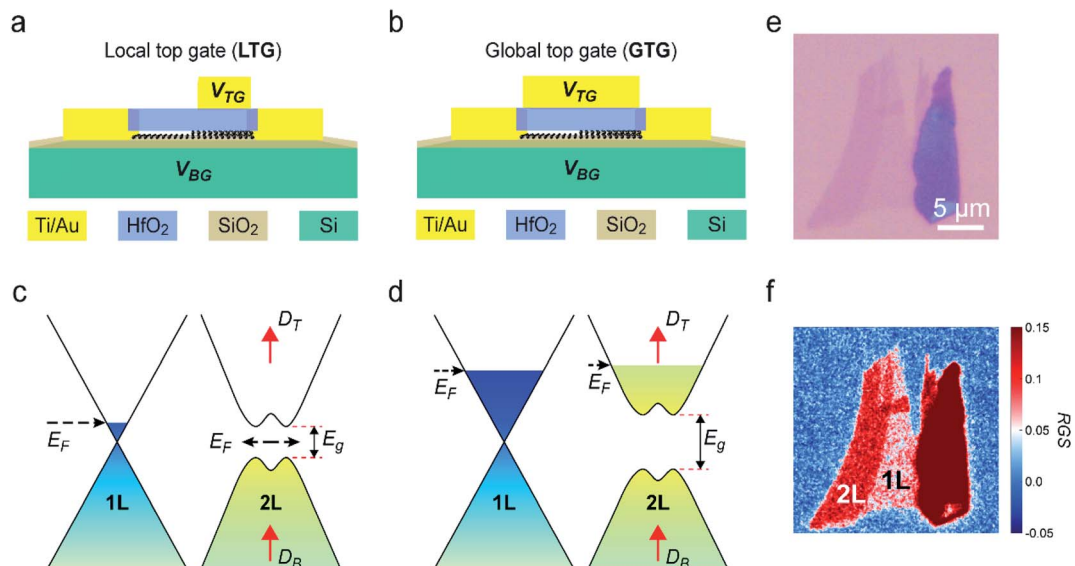 a
Local top gate (LTG)
V_TG
V_BG
Ti/Au
HfO₂
SiO₂
Si
b
Global top gate (GTG)
V_TG
V_BG
Ti/Au
HfO₂
SiO₂
Si
e
5 μm
c
E_F
1L
D_T
E_F
E_g
2L
D_B
d
E_F
1L
D_T
E_F
E_g
2L
D_B
f
2L
1L
0.15
0.10
0.05
0.0
-0.05
RGS